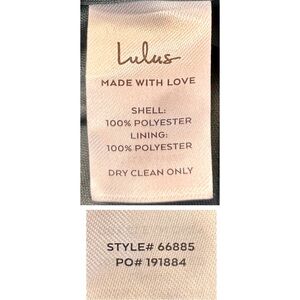 Lulus
MADE WITH LOVE
SHELL:
100% POLYESTER
LINING:
100% POLYESTER
DRY CLEAN ONLY
STYLE# 66885
PO# 191884